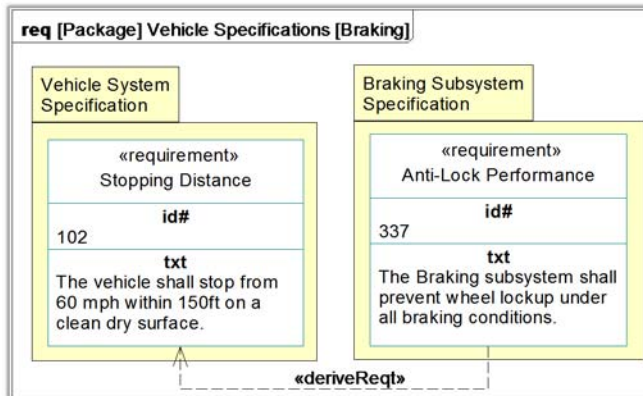 req [Package] Vehicle Specifications [Braking]
Vehicle System
Specification
«requirement»
Stopping Distance
id#
102
txt
The vehicle shall stop from
60 mph within 150ft on a
clean dry surface.
Braking Subsystem
Specification
«requirement»
Anti-Lock Performance
id#
337
txt
The Braking subsystem shall
prevent wheel lockup under
all braking conditions.
«deriveReqt»